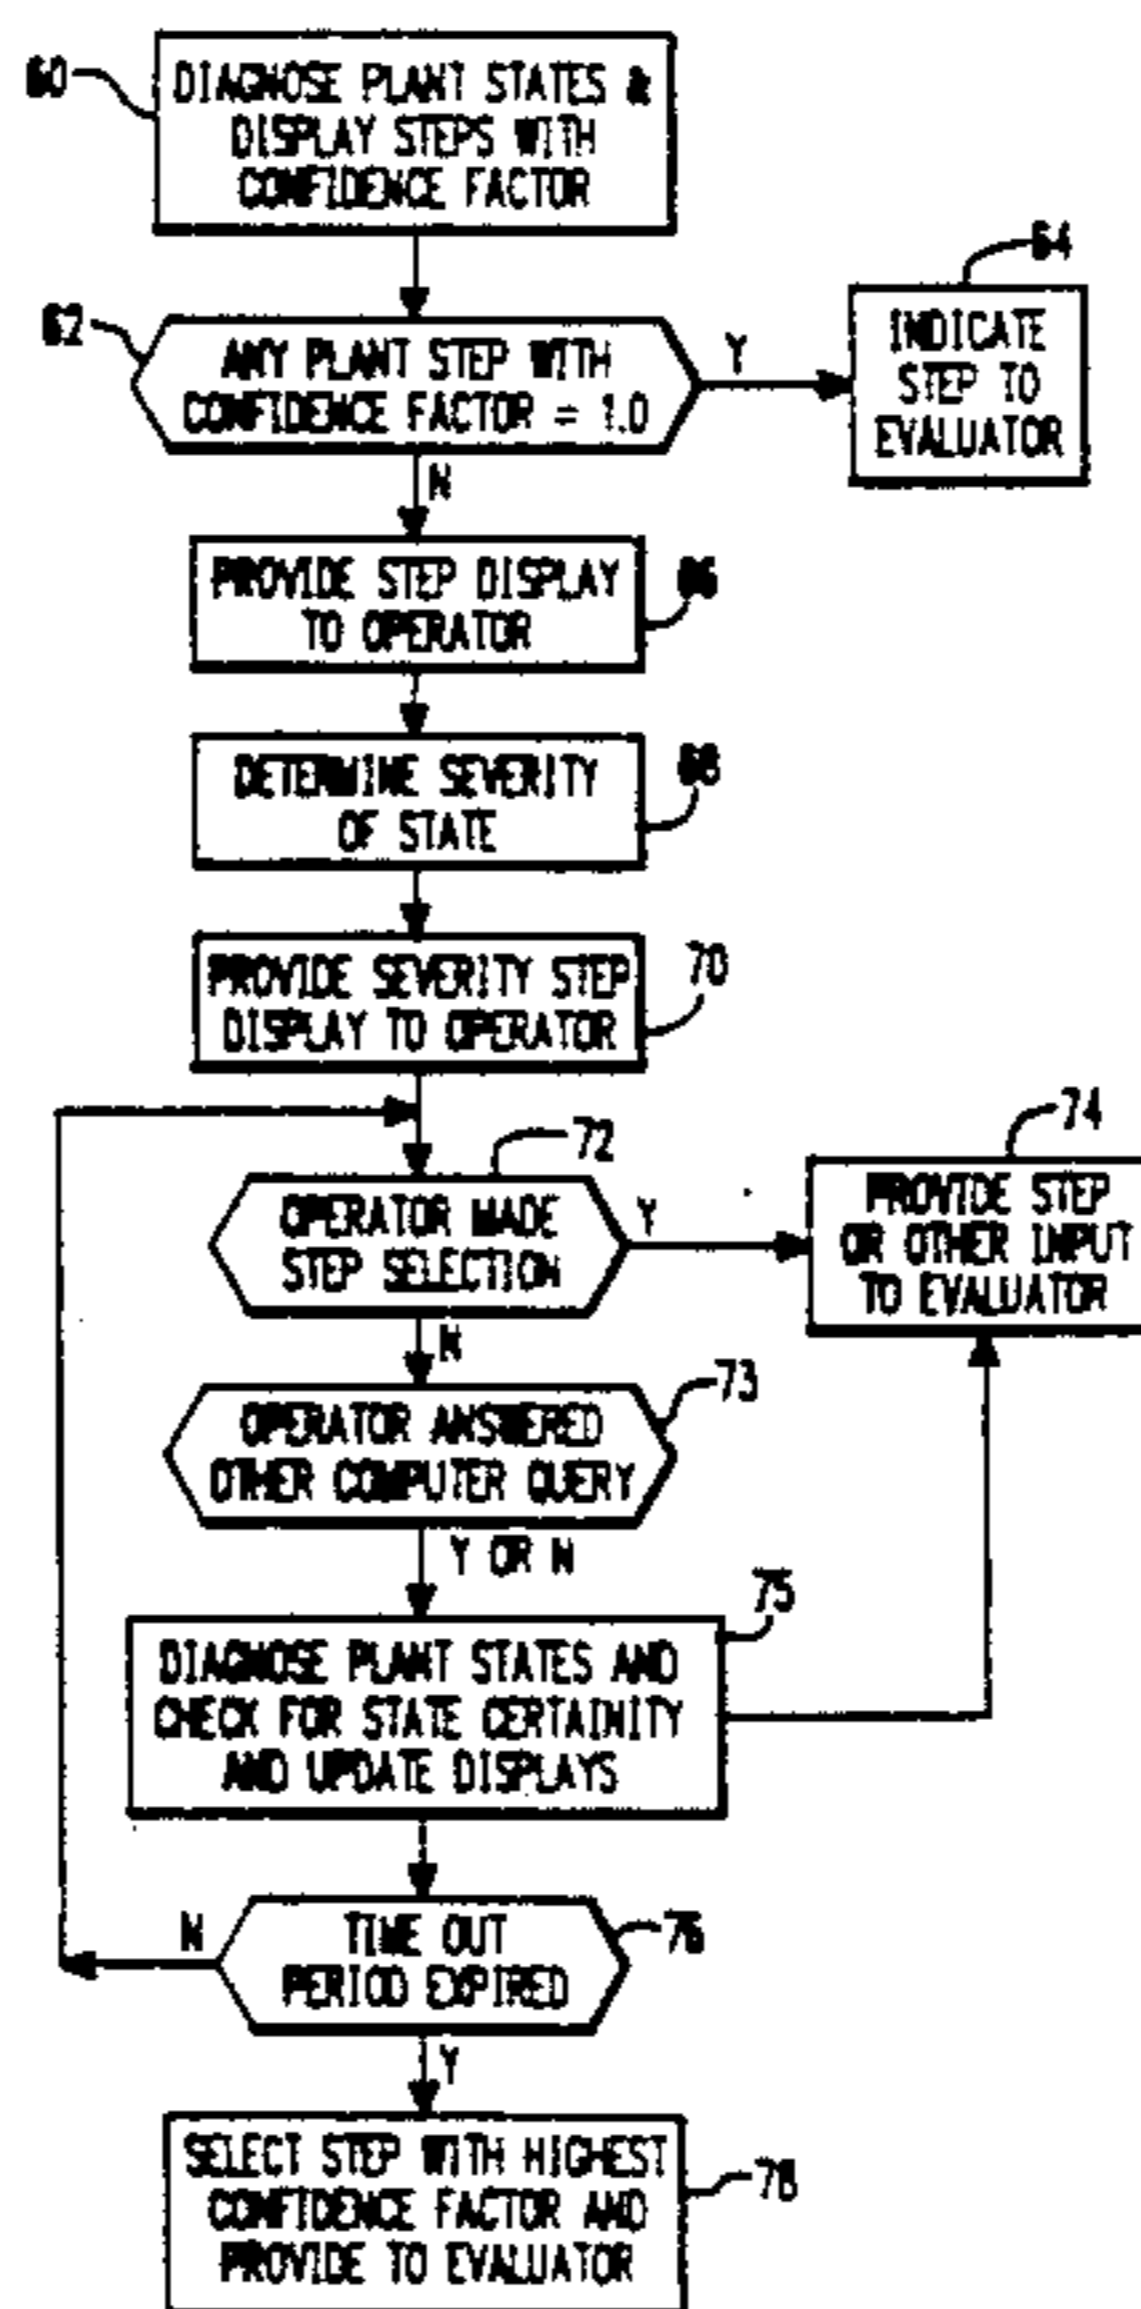 60
DIAGNOSE PLANT STATES &
DISPLAY STEPS WITH
CONFIDENCE FACTOR
62
ANY PLANT STEP WITH
CONFIDENCE FACTOR = 1.0
Y
64
INDICATE
STEP TO
EVALUATOR
N
PROVIDE STEP DISPLAY
TO OPERATOR
66
DETERMINE SEVERITY
OF STATE
68
PROVIDE SEVERITY STEP
DISPLAY TO OPERATOR
70
72
OPERATOR MADE
STEP SELECTION
Y
74
PROVIDE STEP
OR OTHER INPUT
TO EVALUATOR
N
73
OPERATOR ANSWERED
OTHER COMPUTER QUERY
Y OR N
75
DIAGNOSE PLANT STATES AND
CHECK FOR STATE CERTAINITY
AND UPDATE DISPLAYS
N
TIME OUT
PERIOD EXPIRED
76
Y
SELECT STEP WITH HIGHEST
CONFIDENCE FACTOR AND
PROVIDE TO EVALUATOR
78